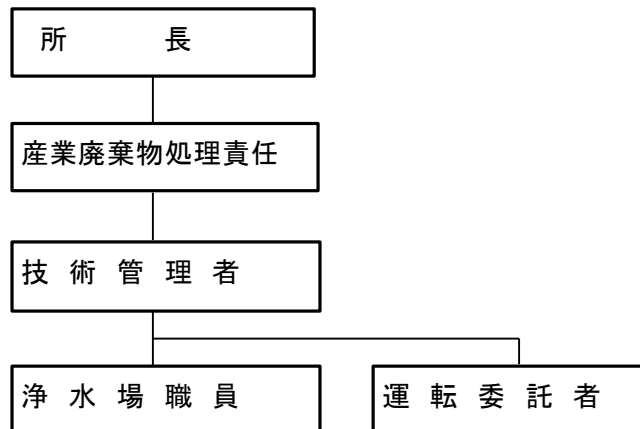 所長
産業廃棄物処理責任
技術管理者
浄水場職員
運転委託者